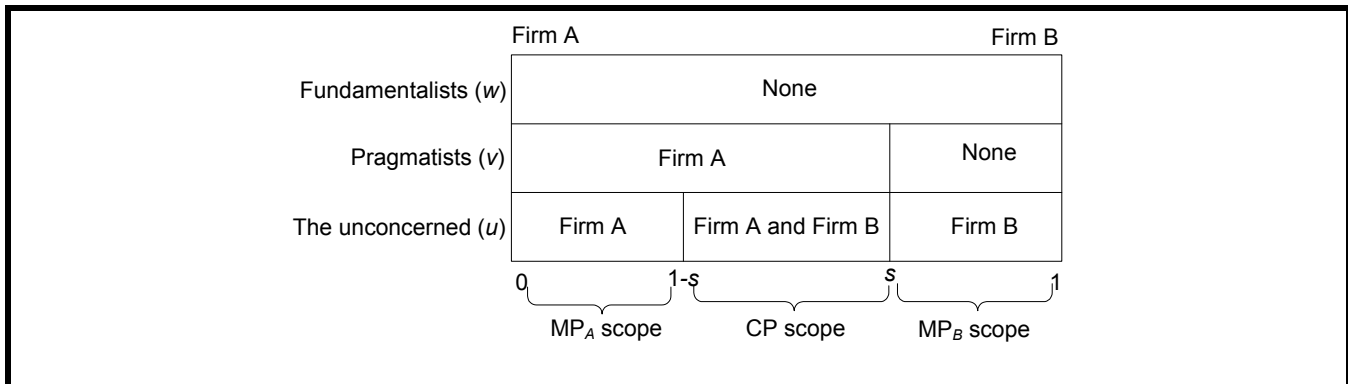 Firm A Firm B
Fundamentalists (w) None
Pragmatists (v) Firm A None
The unconcerned (u) Firm A Firm A and Firm B Firm B
0 1-s s 1
MPA scope CP scope MPB scope